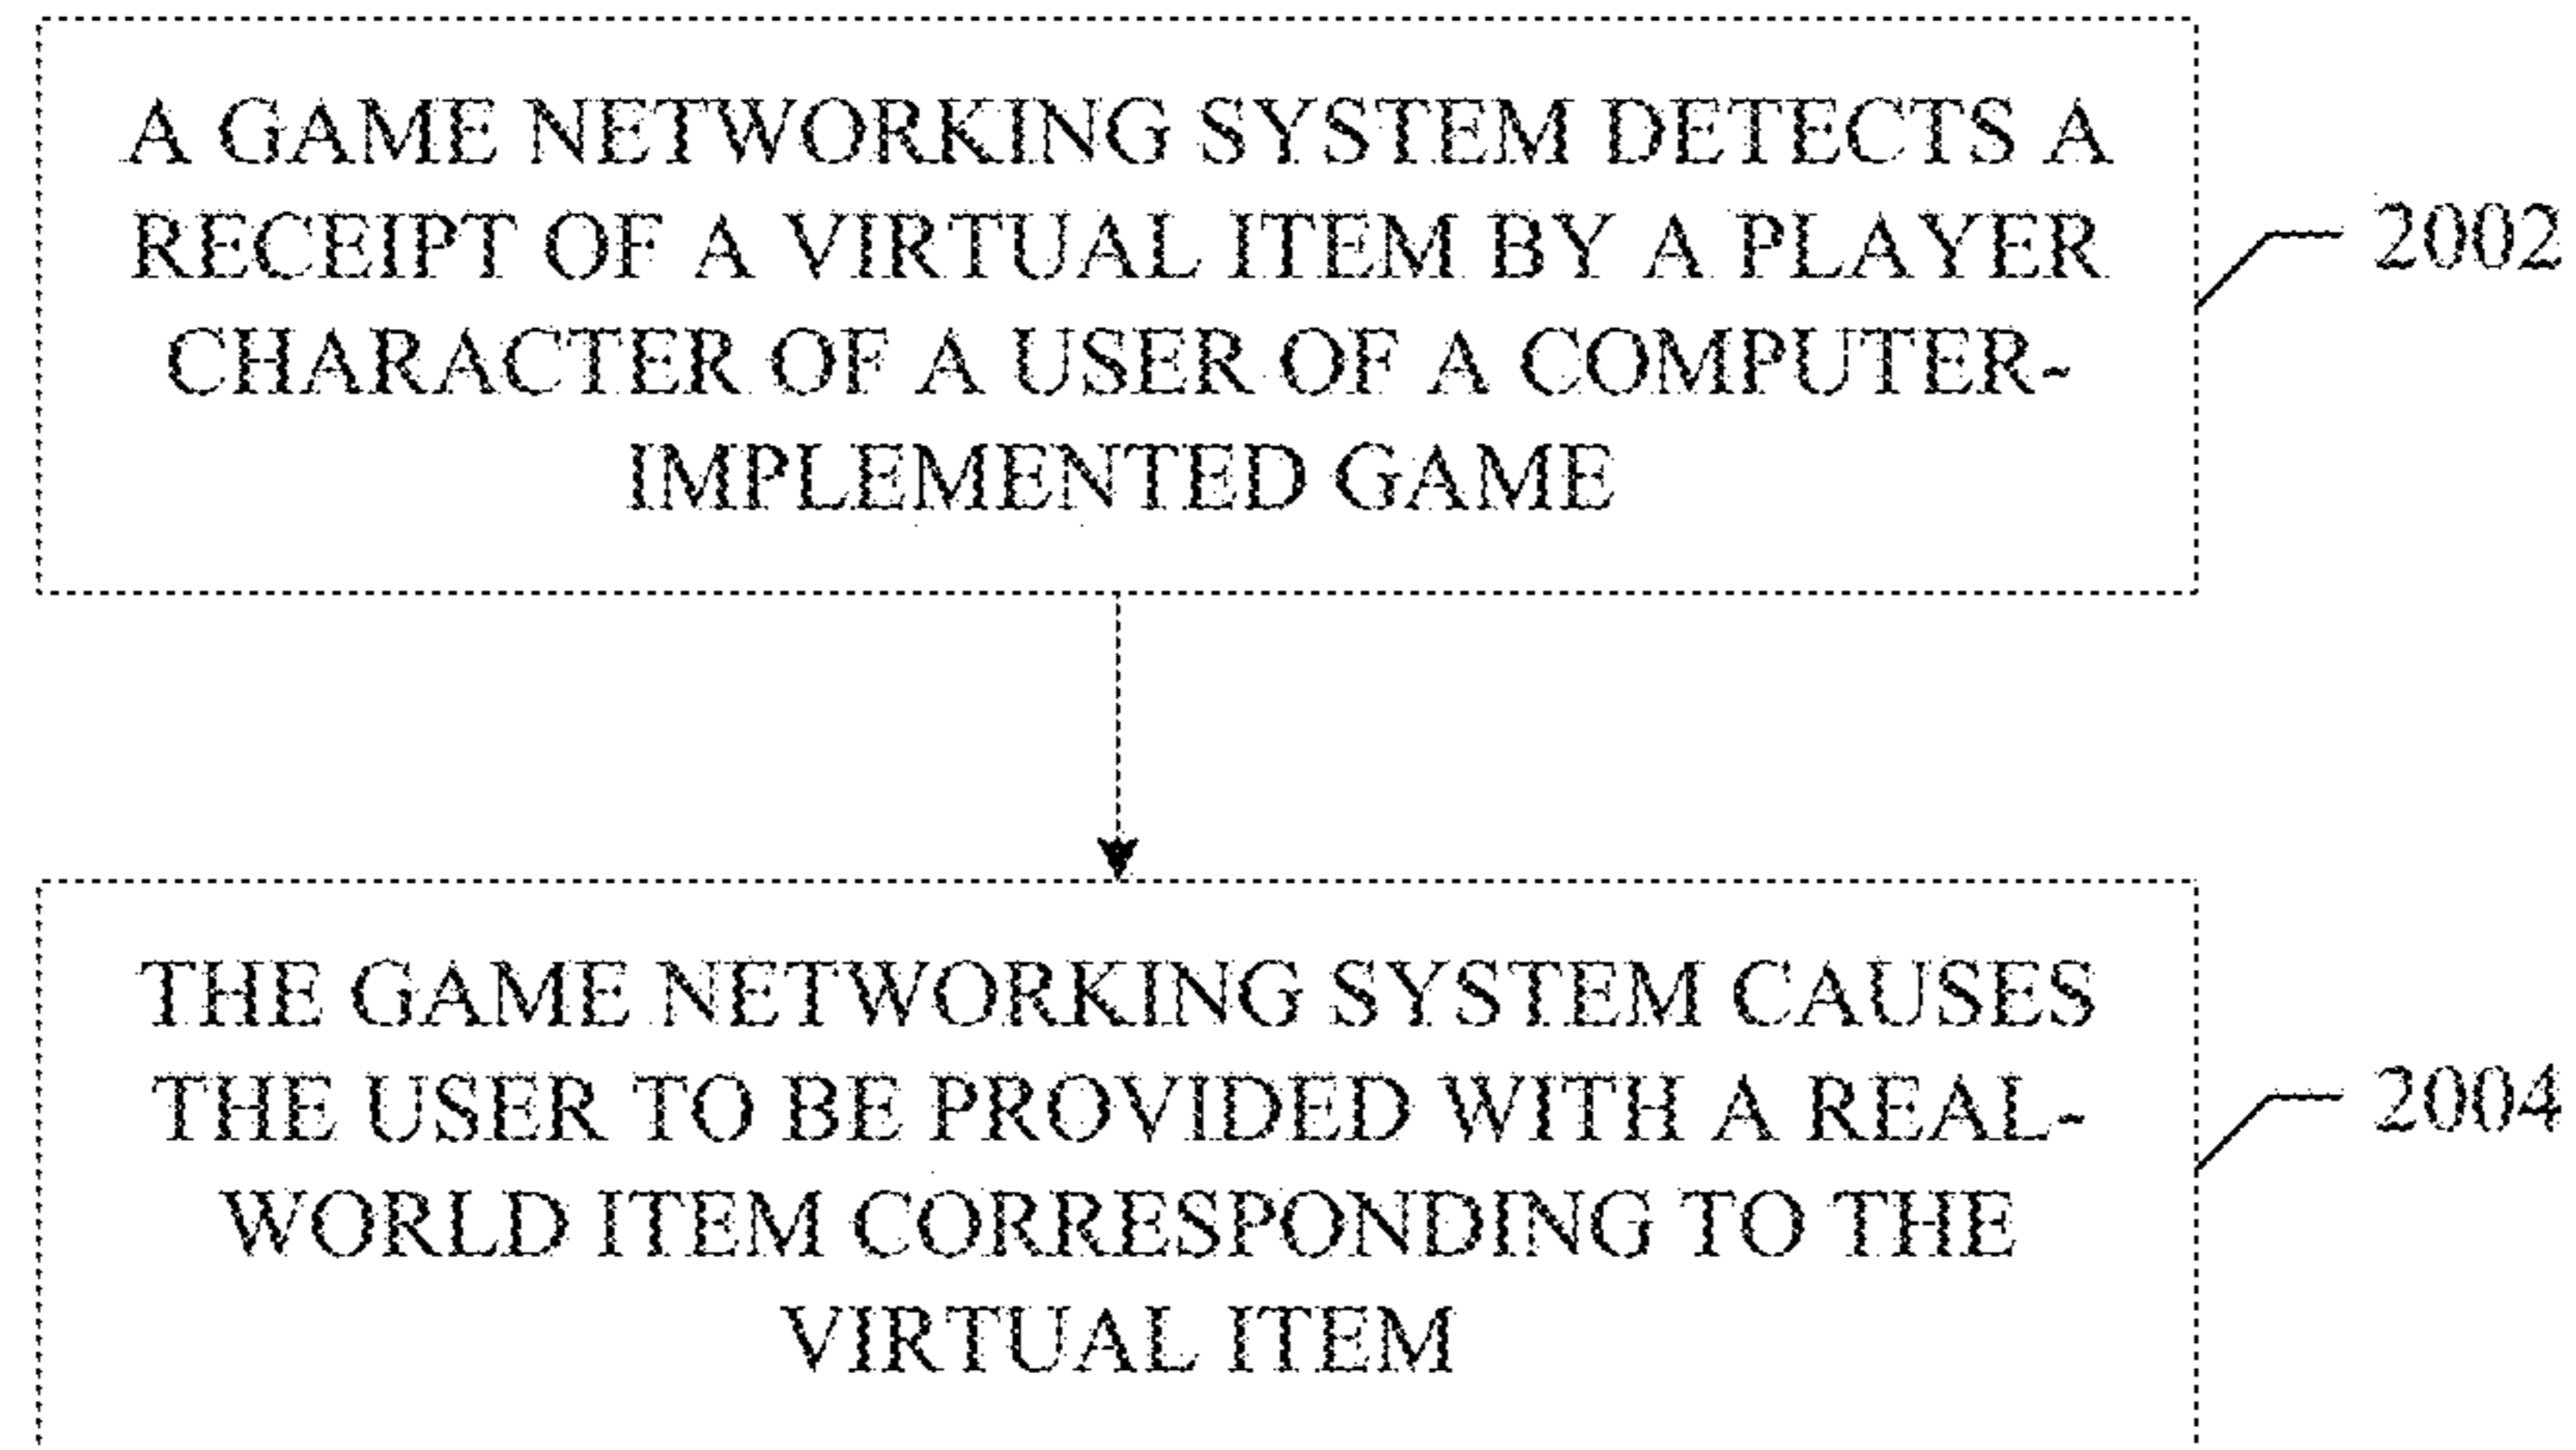 A GAME NETWORKING SYSTEM DETECTS A
RECEIPT OF A VIRTUAL ITEM BY A PLAYER
CHARACTER OF A USER OF A COMPUTER-
IMPLEMENTED GAME
2002
THE GAME NETWORKING SYSTEM CAUSES
THE USER TO BE PROVIDED WITH A REAL-
WORLD ITEM CORRESPONDING TO THE
VIRTUAL ITEM
2004